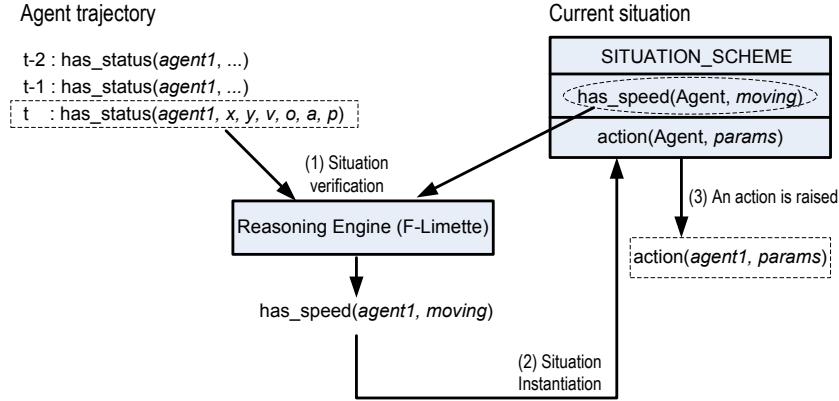 Agent trajectory
Current situation
t-2 : has_status(agent1, ...)
t-1 : has_status(agent1, ...)
t : has_status(agent1, x, y, v, o, a, p)
SITUATION_SCHEME
has_speed(Agent, moving)
action(Agent, params)
(1) Situation
verification
(3) An action is raised
Reasoning Engine (F-Limette)
action(agent1, params)
has_speed(agent1, moving)
(2) Situation
Instantiation